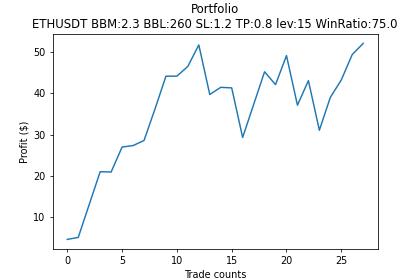 Portfolio
ETHUSDT BBM:2.3 BBL:260 SL:1.2 TP:0.8 lev:15 WinRatio:75.0
50
40
30
20
10
Profit ($)
0 5 10 15 20 25
Trade counts